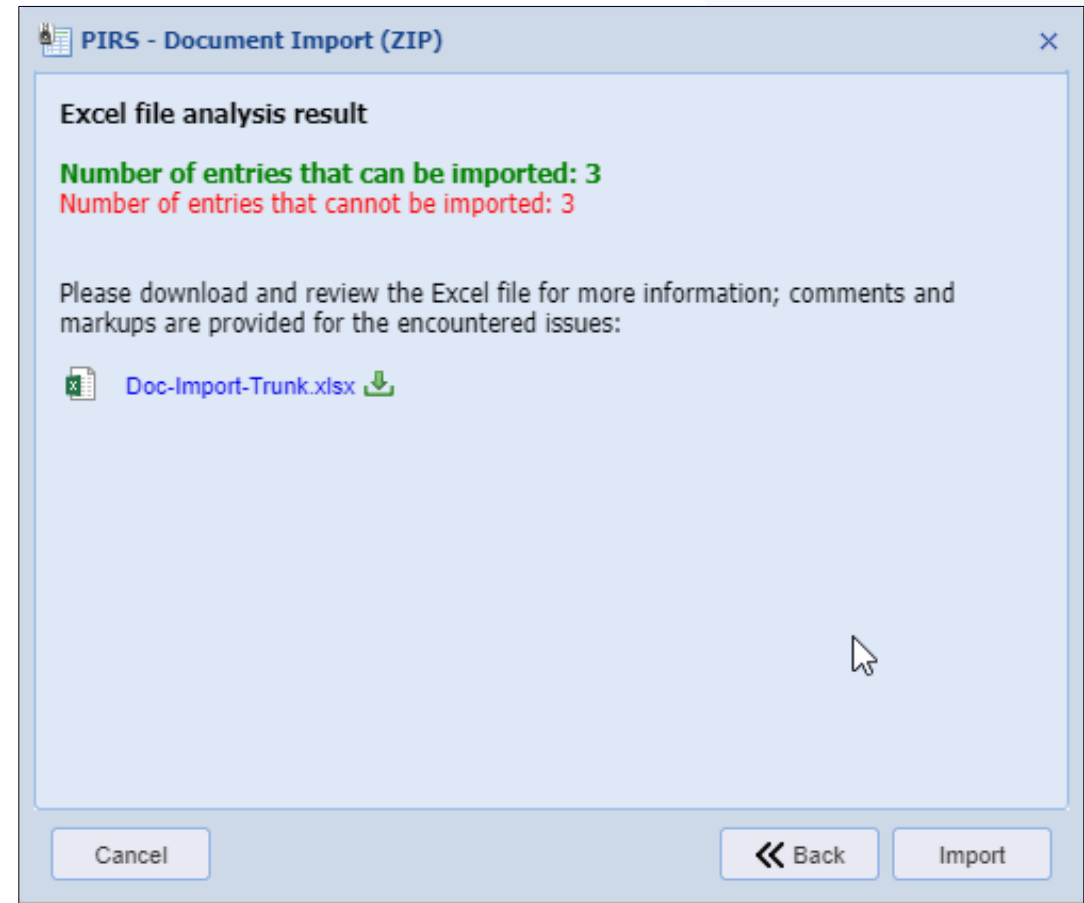 PIRS - Document Import (ZIP)
Excel file analysis result
Number of entries that can be imported: 3
Number of entries that cannot be imported: 3
Please download and review the Excel file for more information; comments and
markups are provided for the encountered issues:
Doc-Import-Trunk.xlsx
Cancel
Back
Import